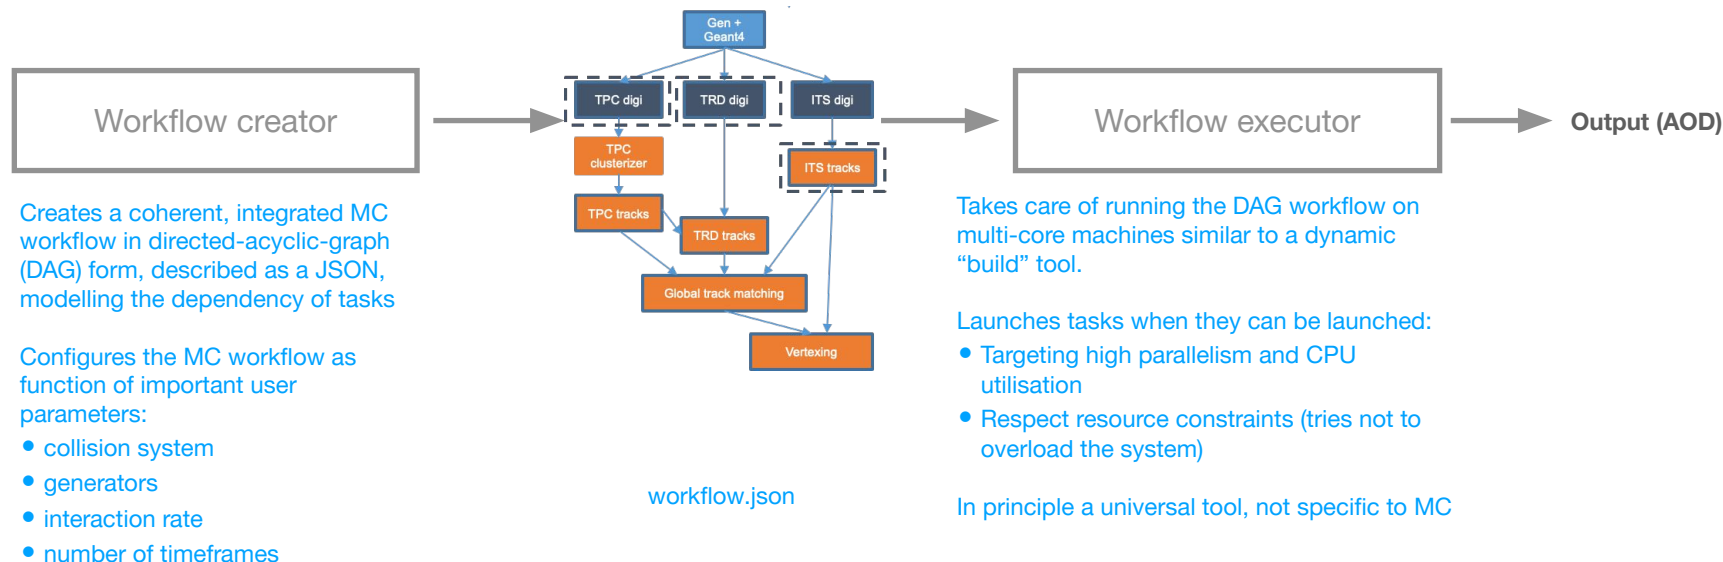 Workflow creator
Creates a coherent, integrated MC
workflow in directed-acyclic-graph
(DAG) form, described as a JSON,
modelling the dependency of tasks
Configures the MC workflow as
function of important user
parameters:
• collision system
• generators
• interaction rate
• number of timeframes
Gen +
Geant4
TPC digi
TRD digi
ITS digi
TPC
clusterizer
ITS tracks
TPC tracks
TRD tracks
Global track matching
Vertexing
workflow.json
Workflow executor
Takes care of running the DAG workflow on
multi-core machines similar to a dynamic
“build” tool.
Launches tasks when they can be launched:
• Targeting high parallelism and CPU
utilisation
• Respect resource constraints (tries not to
overload the system)
In principle a universal tool, not specific to MC
Output (AOD)